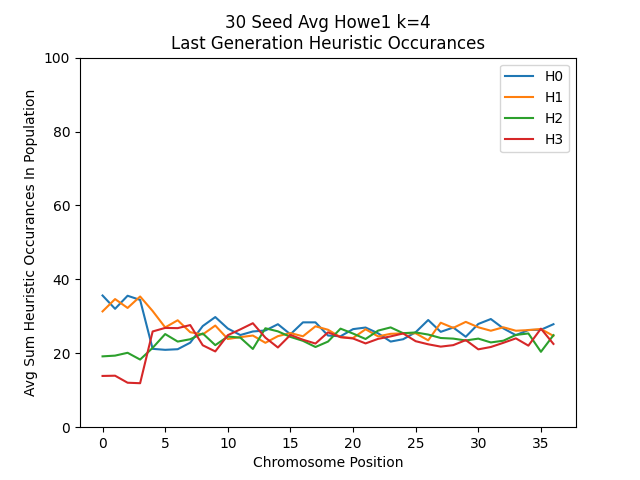 30 Seed Avg Howe1 k=4
Last Generation Heuristic Occurances
Avg Sum Heuristic Occurances In Population
100
80
60
40
20
0
H0
H1
H2
H3
0 5 10 15 20 25 30 35
Chromosome Position